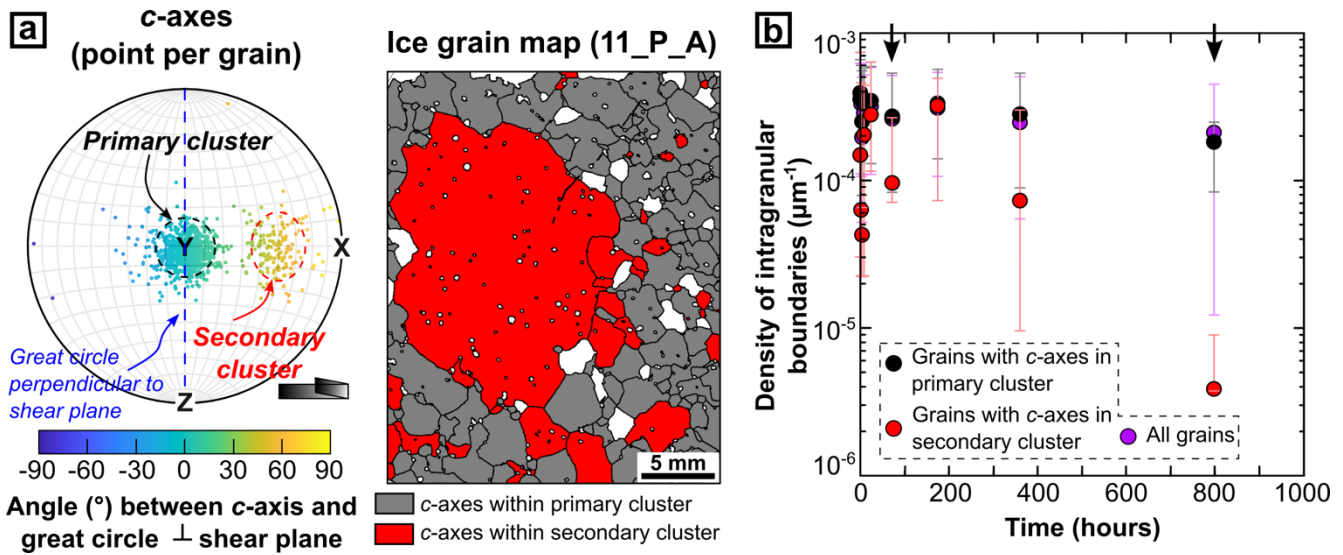 a
c-axes
(point per grain)
Primary cluster
Y
X
Secondary
cluster
Great circle
perpendicular to
shear plane
Z
-90 -60 -30 0 30 60 90
Angle (°) between c-axis and
great circle ⊥ shear plane
Ice grain map (11_P_A)
5 mm
c-axes within primary cluster
c-axes within secondary cluster
b
Density of intragranular
boundaries (µm⁻¹)
10⁻³
10⁻⁴
10⁻⁵
10⁻⁶
Grains with c-axes in
primary cluster
Grains with c-axes in
secondary cluster
All grains
0 200 400 600 800 1000
Time (hours)